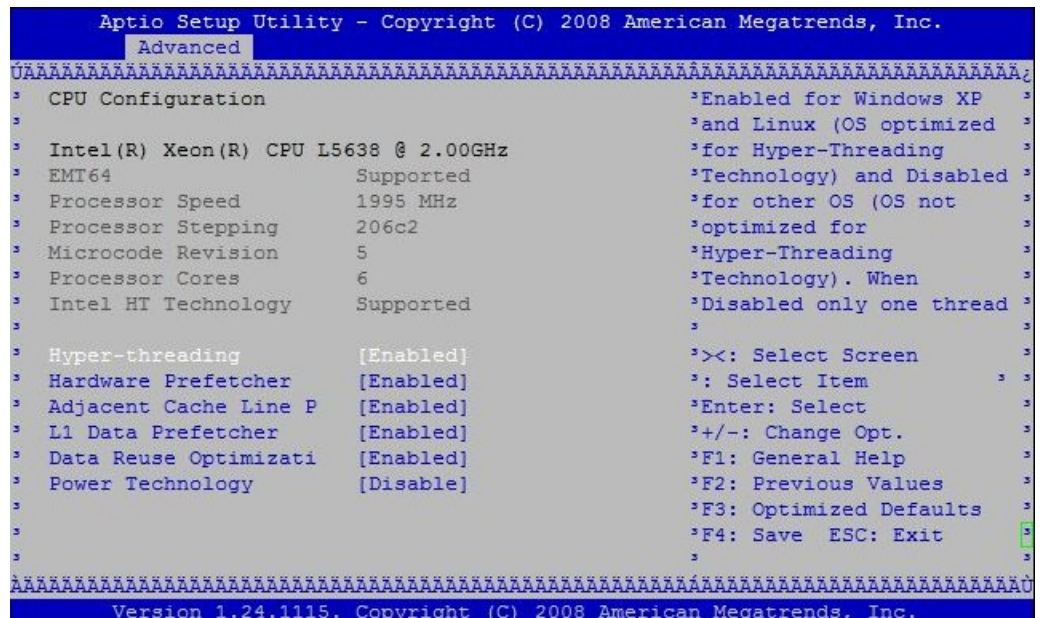 Aptio Setup Utility - Copyright (C) 2008 American Megatrends, Inc.
Advanced
CPU Configuration
Intel(R) Xeon(R) CPU L5638 @ 2.00GHz
EMT64 Supported
Processor Speed 1995 MHz
Processor Stepping 206c2
Microcode Revision 5
Processor Cores 6
Intel HT Technology Supported
Hyper-threading [Enabled]
Hardware Prefetcher [Enabled]
Adjacent Cache Line P [Enabled]
L1 Data Prefetcher [Enabled]
Data Reuse Optimizati [Enabled]
Power Technology [Disable]
Enabled for Windows XP
and Linux (OS optimized
for Hyper-Threading
Technology) and Disabled
for other OS (OS not
optimized for
Hyper-Threading
Technology). When
Disabled only one thread
><: Select Screen
: Select Item
Enter: Select
+/-: Change Opt.
F1: General Help
F2: Previous Values
F3: Optimized Defaults
F4: Save ESC: Exit
Version 1.24.1115. Copyright (C) 2008 American Megatrends, Inc.